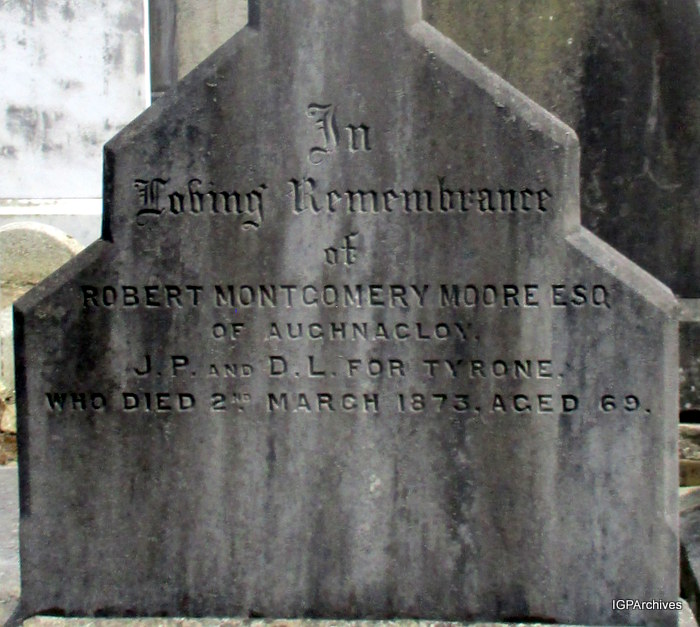 In
Loving Remembrance
of
ROBERT MONTGOMERY MOORE ESQ
OF AUGHNACLOY,
J.P. AND D.L. FOR TYRONE.
WHO DIED 2ND MARCH 1873. AGED 69.
IGPArchives